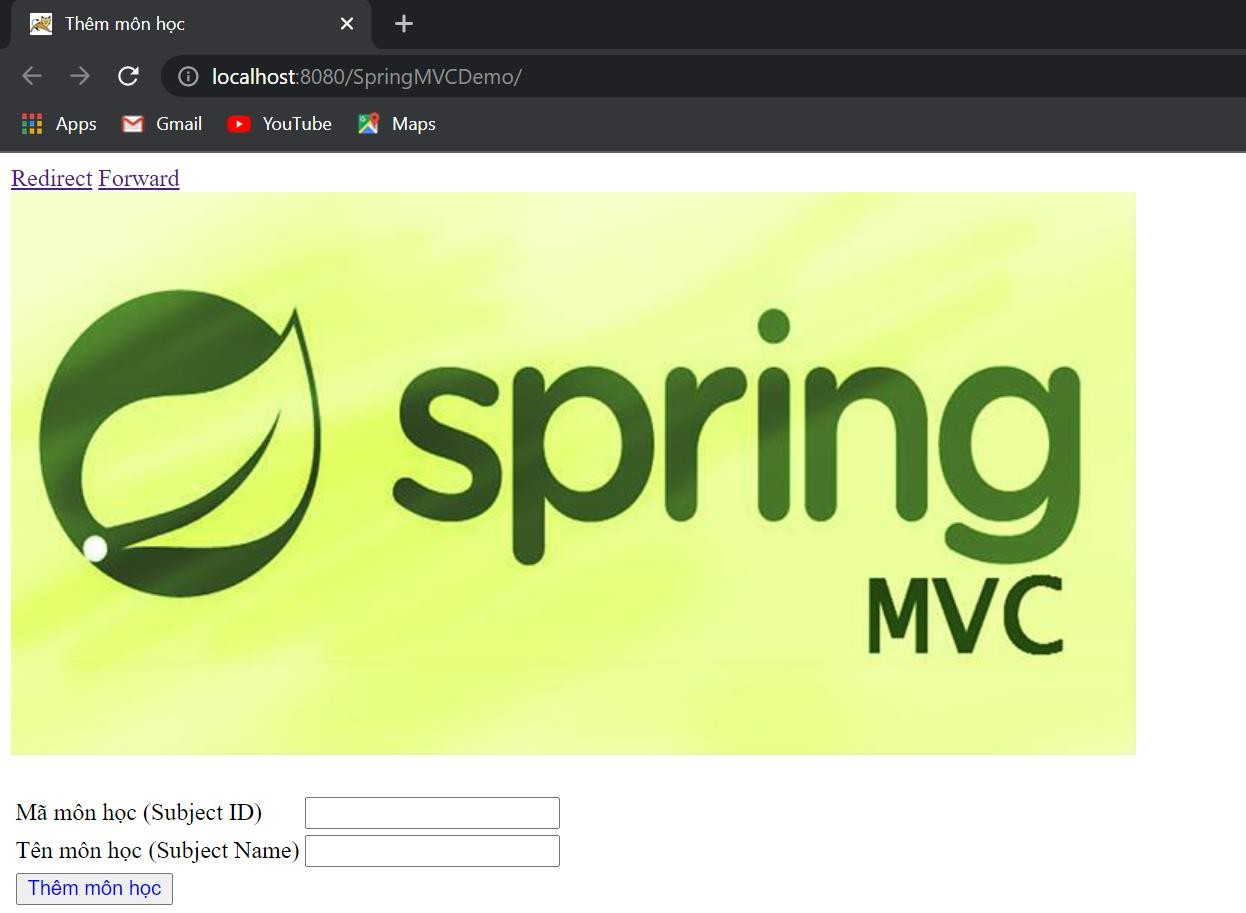 Thêm môn học
localhost:8080/SpringMVCDemo/
Apps Gmail YouTube Maps
Redirect Forward
spring
MVC
Mã môn học (Subject ID)
Tên môn học (Subject Name)
Thêm môn học